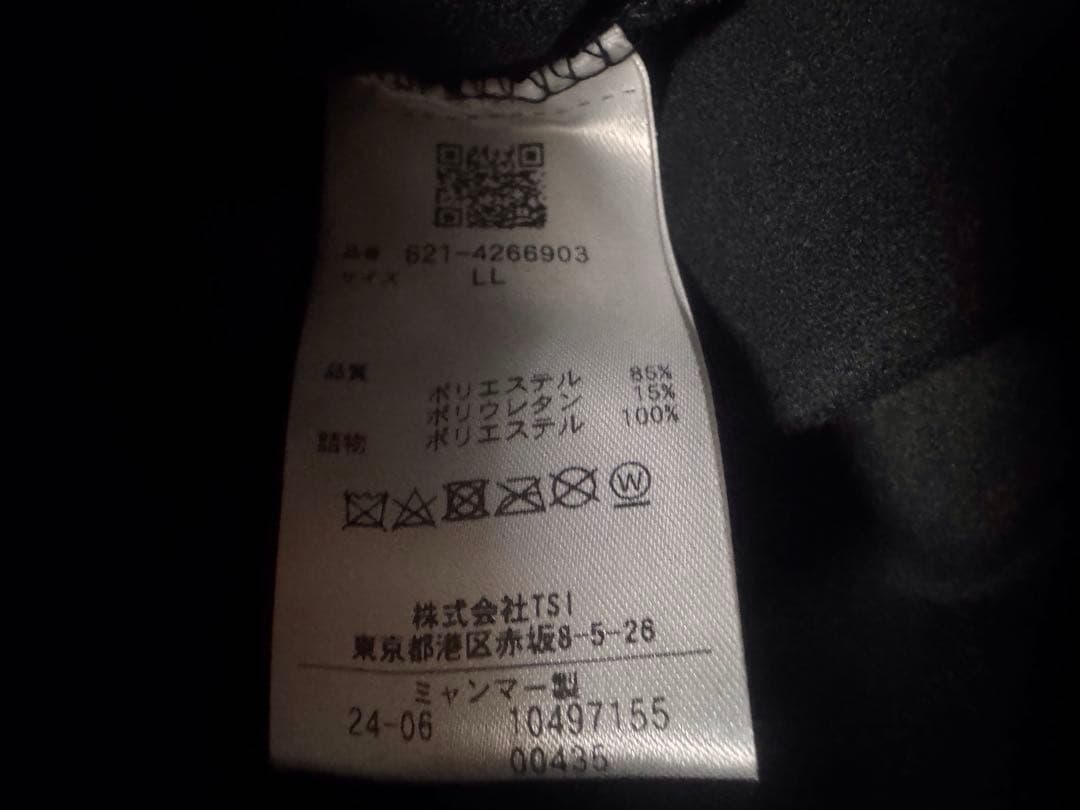 品番 621-4266903
サイズ LL
品質 ポリエステル 85%
ポリウレタン 15%
詰物 ポリエステル 100%
W
株式会社TSI
東京都港区赤坂8-5-26
ミャンマー製
24-06 10497155
00435